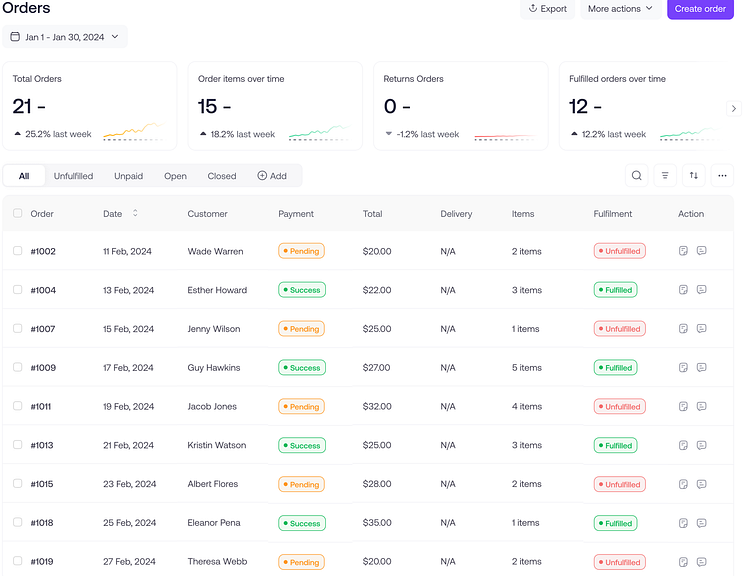 Orders
Export
More actions
Create order
Jan 1 - Jan 30, 2024
Total Orders
21 -
25.2% last week
Order items over time
15 -
18.2% last week
Returns Orders
0 -
-1.2% last week
Fulfilled orders over time
12 -
12.2% last week
All Unfulfilled Unpaid Open Closed Add
Order Date Customer Payment Total Delivery Items Fulfilment Action
#1002 11 Feb, 2024 Wade Warren Pending $20.00 N/A 2 items Unfulfilled
#1004 13 Feb, 2024 Esther Howard Success $22.00 N/A 3 items Fulfilled
#1007 15 Feb, 2024 Jenny Wilson Pending $25.00 N/A 1 items Unfulfilled
#1009 17 Feb, 2024 Guy Hawkins Success $27.00 N/A 5 items Fulfilled
#1011 19 Feb, 2024 Jacob Jones Pending $32.00 N/A 4 items Unfulfilled
#1013 21 Feb, 2024 Kristin Watson Success $25.00 N/A 3 items Fulfilled
#1015 23 Feb, 2024 Albert Flores Pending $28.00 N/A 2 items Unfulfilled
#1018 25 Feb, 2024 Eleanor Pena Success $35.00 N/A 1 items Fulfilled
#1019 27 Feb, 2024 Theresa Webb Pending $20.00 N/A 2 items Unfulfilled